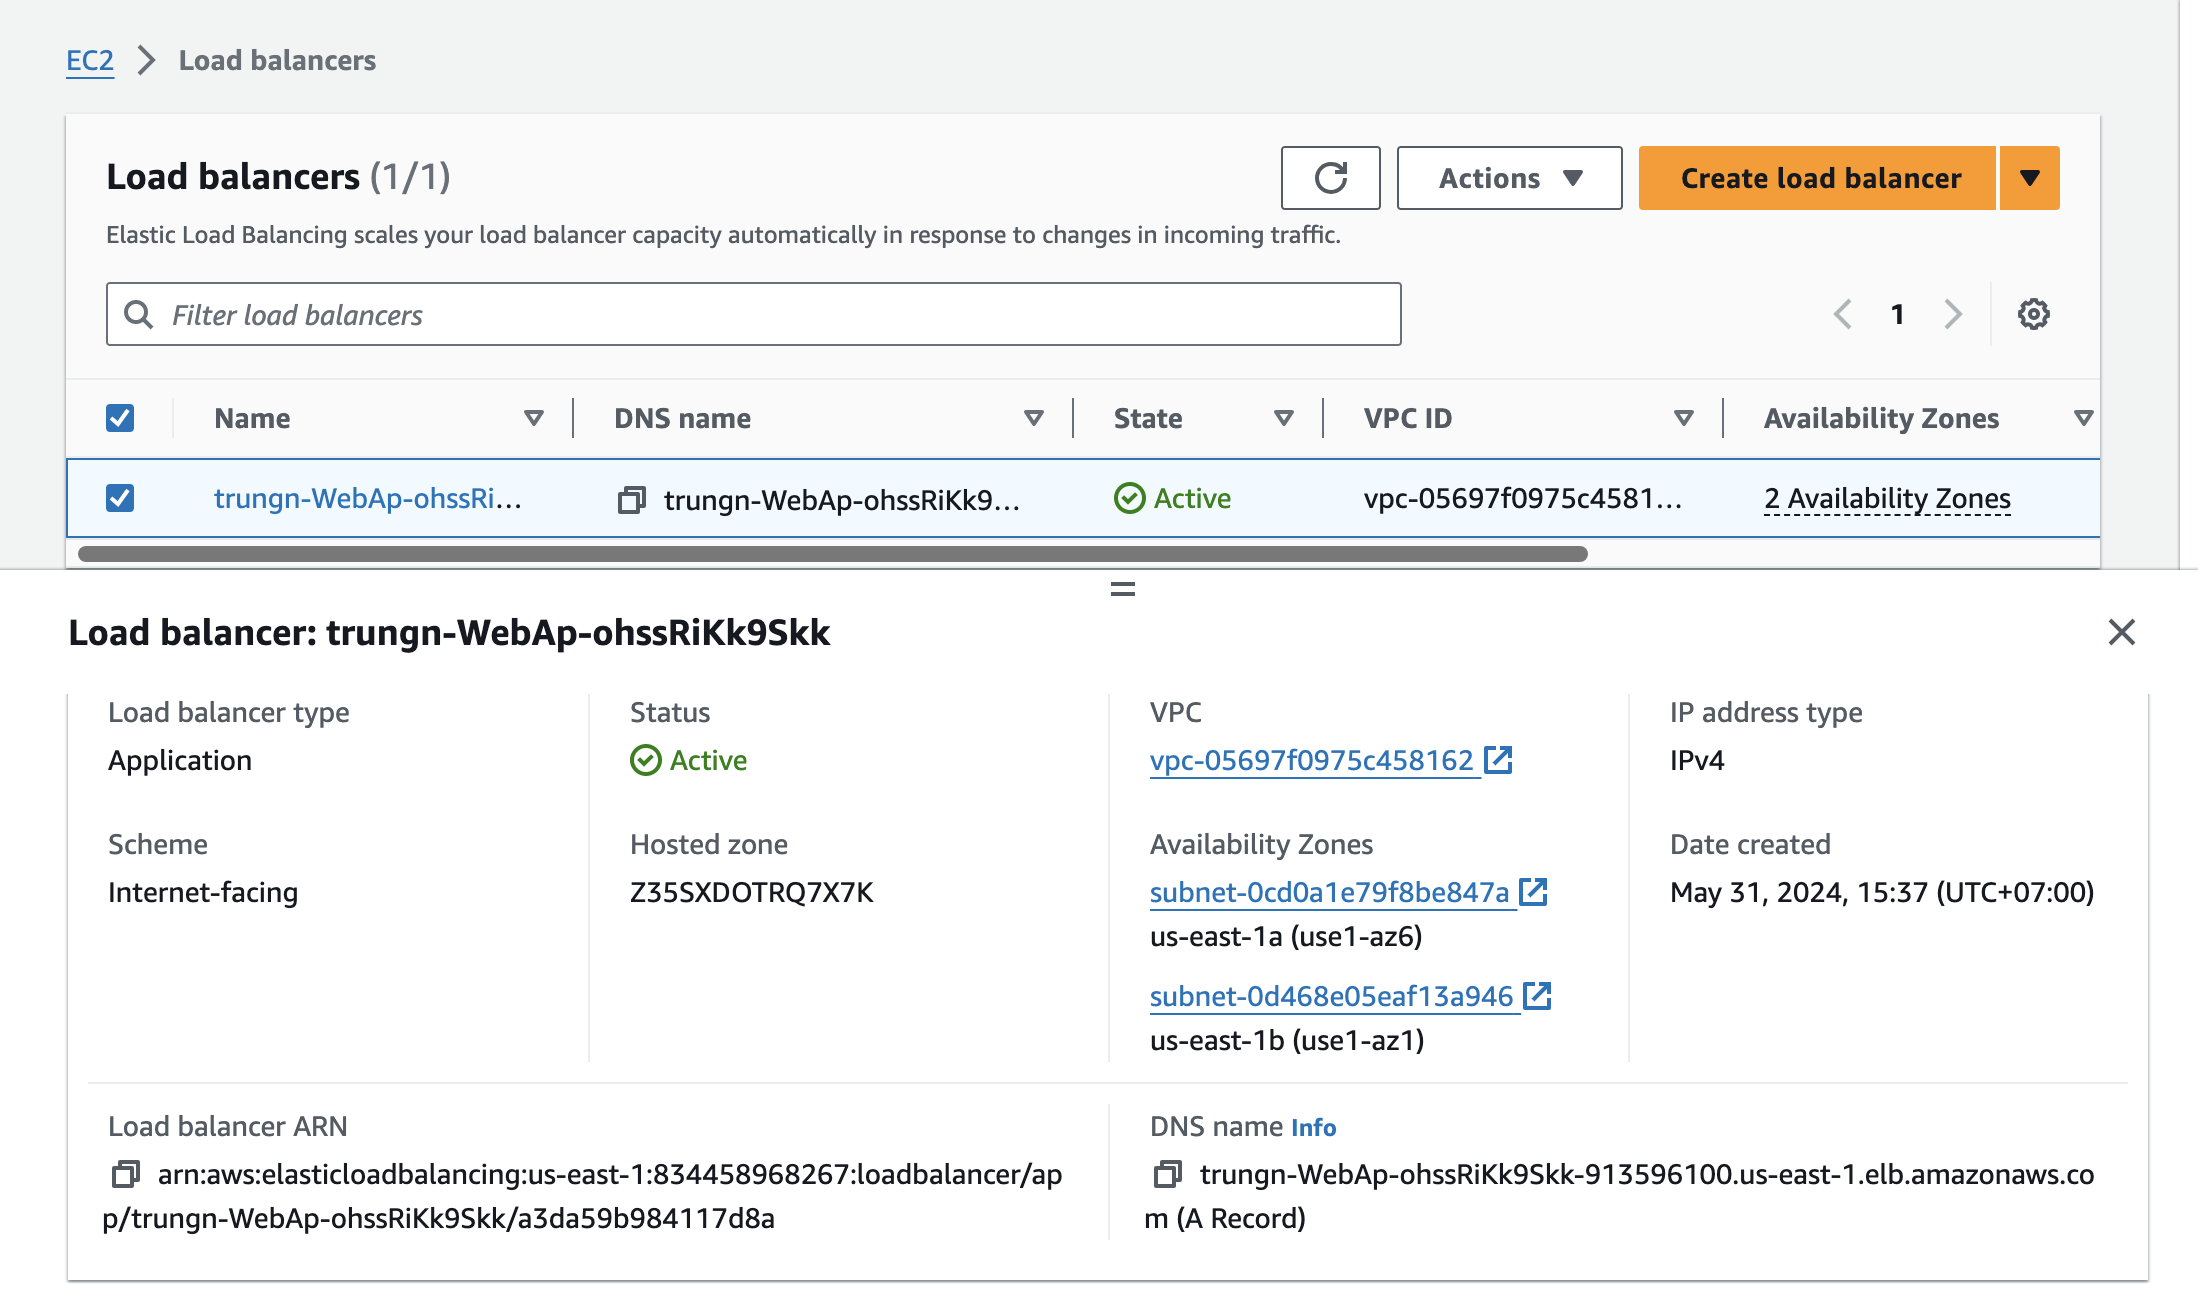 EC2 > Load balancers
Load balancers (1/1)
Actions
Create load balancer
Elastic Load Balancing scales your load balancer capacity automatically in response to changes in incoming traffic.
Filter load balancers
1
Name DNS name State VPC ID Availability Zones
trungn-WebAp-ohssRi... trungn-WebAp-ohssRiKk9... Active vpc-05697f0975c4581... 2 Availability Zones
Load balancer: trungn-WebAp-ohssRiKk9Skk
Load balancer type
Application
Status
Active
VPC
vpc-05697f0975c458162
IP address type
IPv4
Scheme
Internet-facing
Hosted zone
Z35SXDOTRQ7X7K
Availability Zones
subnet-0cd0a1e79f8be847a
us-east-1a (use1-az6)
subnet-0d468e05eaf13a946
us-east-1b (use1-az1)
Date created
May 31, 2024, 15:37 (UTC+07:00)
Load balancer ARN
arn:aws:elasticloadbalancing:us-east-1:834458968267:loadbalancer/ap
p/trungn-WebAp-ohssRiKk9Skk/a3da59b984117d8a
DNS name Info
trungn-WebAp-ohssRiKk9Skk-913596100.us-east-1.elb.amazonaws.co
m (A Record)